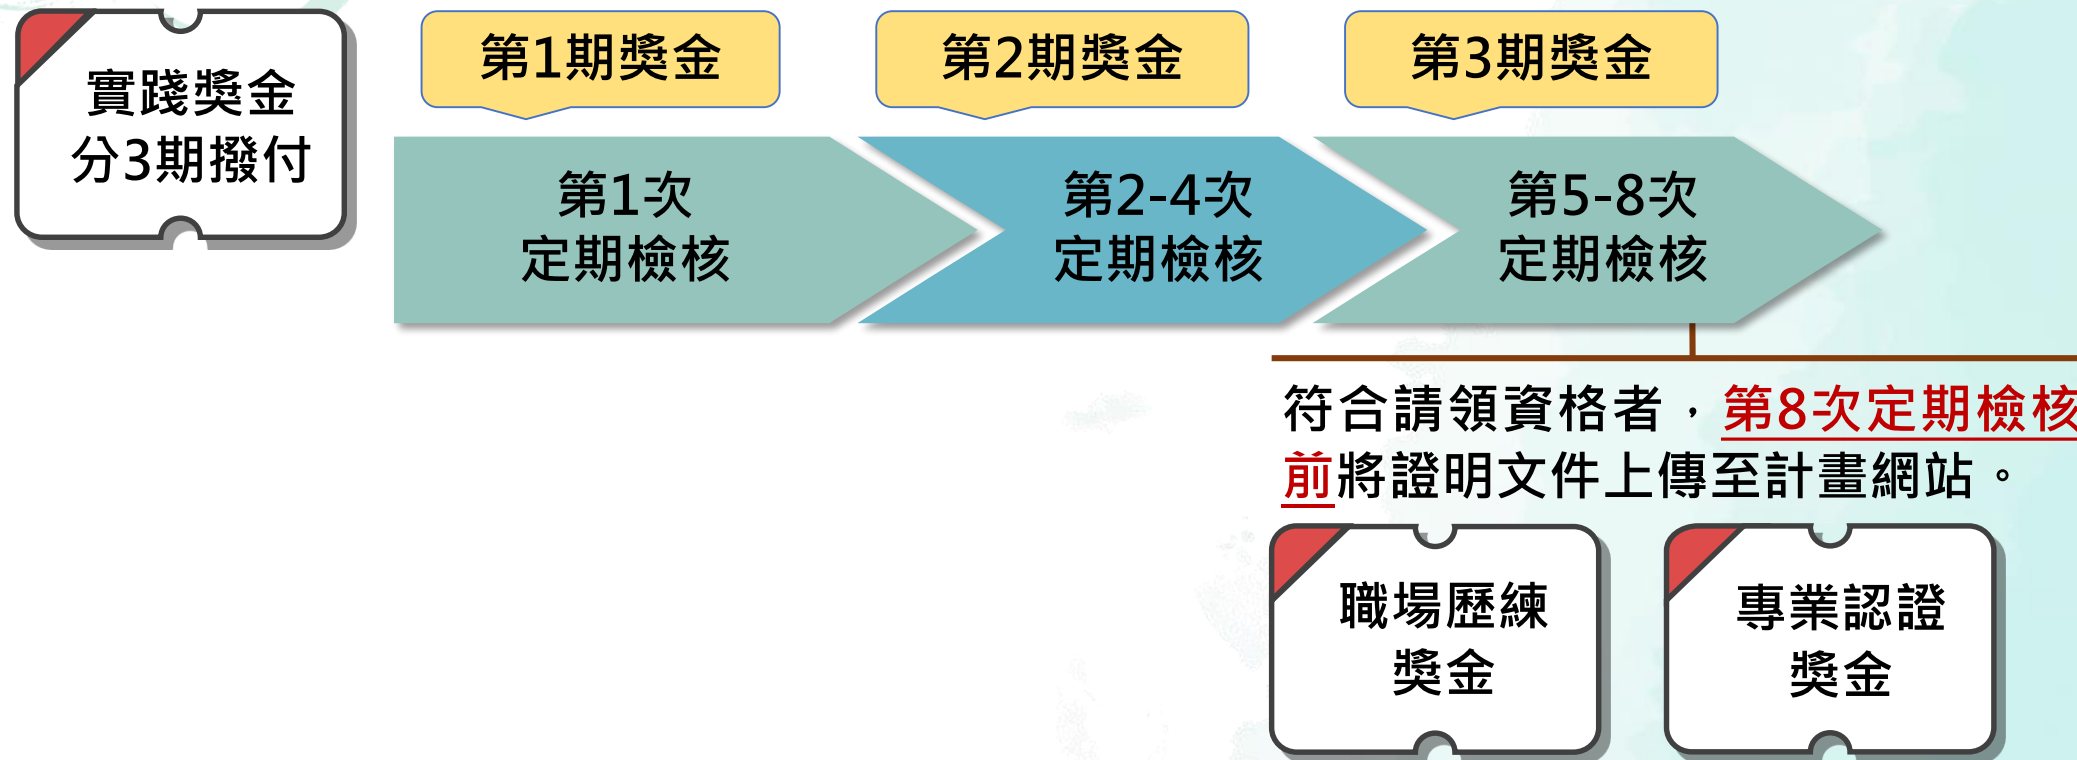 實踐獎金
分3期撥付
第1期獎金
第2期獎金
第3期獎金
第1次
定期檢核
第2-4次
定期檢核
第5-8次
定期檢核
符合請領資格者，第8次定期檢核
前將證明文件上傳至計畫網站。
職場歷練
獎金
專業認證
獎金